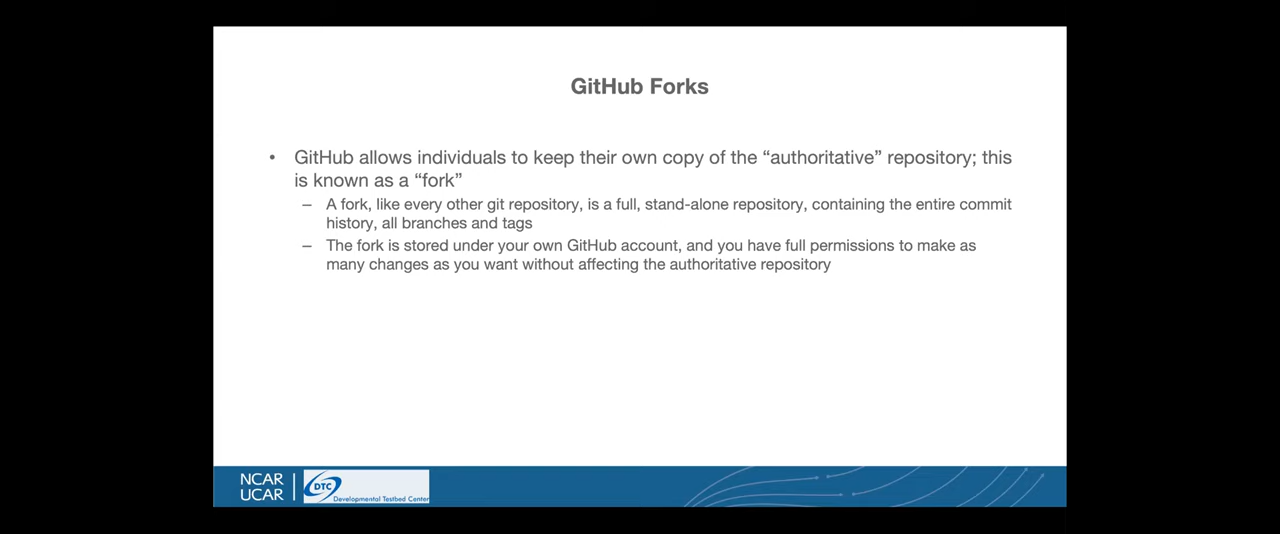 GitHub Forks
• GitHub allows individuals to keep their own copy of the “authoritative” repository; this
is known as a “fork”
– A fork, like every other git repository, is a full, stand-alone repository, containing the entire commit
history, all branches and tags
– The fork is stored under your own GitHub account, and you have full permissions to make as
many changes as you want without affecting the authoritative repository
NCAR
UCAR
DTC
Developmental Testbed Center